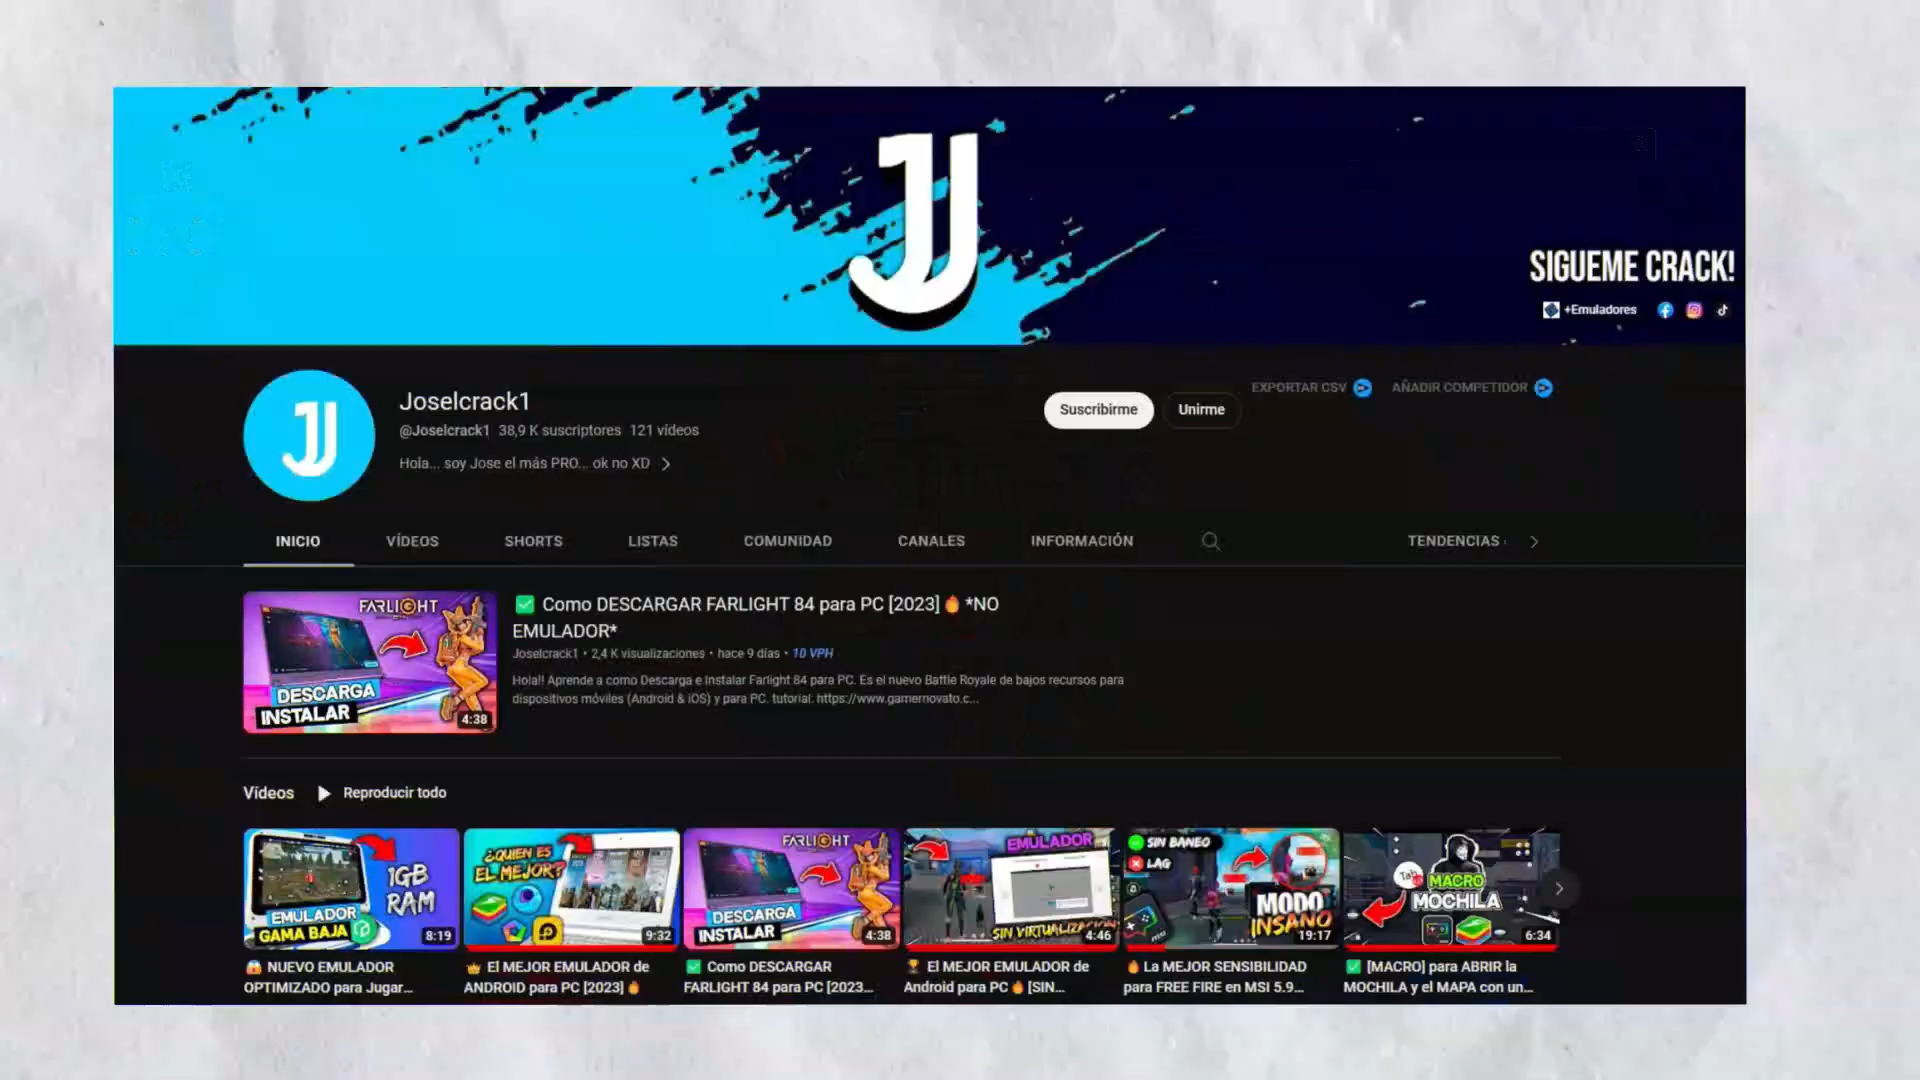 JJ
SIGUEME CRACK!
+Emuladores
JJ
Joselcrack1
@Joselcrack1 38,9 K suscriptores 121 vídeos
Hola... soy Jose el más PRO... ok no XD
Suscribirme
Unirme
EXPORTAR CSV
AÑADIR COMPETIDOR
INICIO
VÍDEOS
SHORTS
LISTAS
COMUNIDAD
CANALES
INFORMACIÓN
TENDENCIAS
FARLIGHT
DESCARGA
INSTALAR
4:38
✅ Como DESCARGAR FARLIGHT 84 para PC [2023]🔥*NO
EMULADOR*
Joselcrack1 • 2,4 K visualizaciones • hace 9 días • 10 VPH
Hola!! Aprende a como Descarga e Instalar Farlight 84 para PC. Es el nuevo Battle Royale de bajos recursos para
dispositivos móviles (Android & iOS) y para PC. tutorial: https://www.gamernovato.c...
Vídeos
Reproducir todo
1GB
RAM
EMULADOR
GAMA BAJA
8:19
¿QUIEN ES
EL MEJOR?
9:32
FARLIGHT
DESCARGA
INSTALAR
4:38
EMULADOR
SIN VIRTUALIZACION
4:46
SIN BANEO
LAG
MODO
INSANO
19:17
Tab
MACRO
MOCHILA
6:34
😱 NUEVO EMULADOR
OPTIMIZADO para Jugar...
👑 El MEJOR EMULADOR de
ANDROID para PC [2023]🔥
✅ Como DESCARGAR
FARLIGHT 84 para PC [2023...
🏆 El MEJOR EMULADOR de
Android para PC🔥[SIN...
🔥La MEJOR SENSIBILIDAD
para FREE FIRE en MSI 5.9...
✅ [MACRO] para ABRIR la
MOCHILA y el MAPA con un...